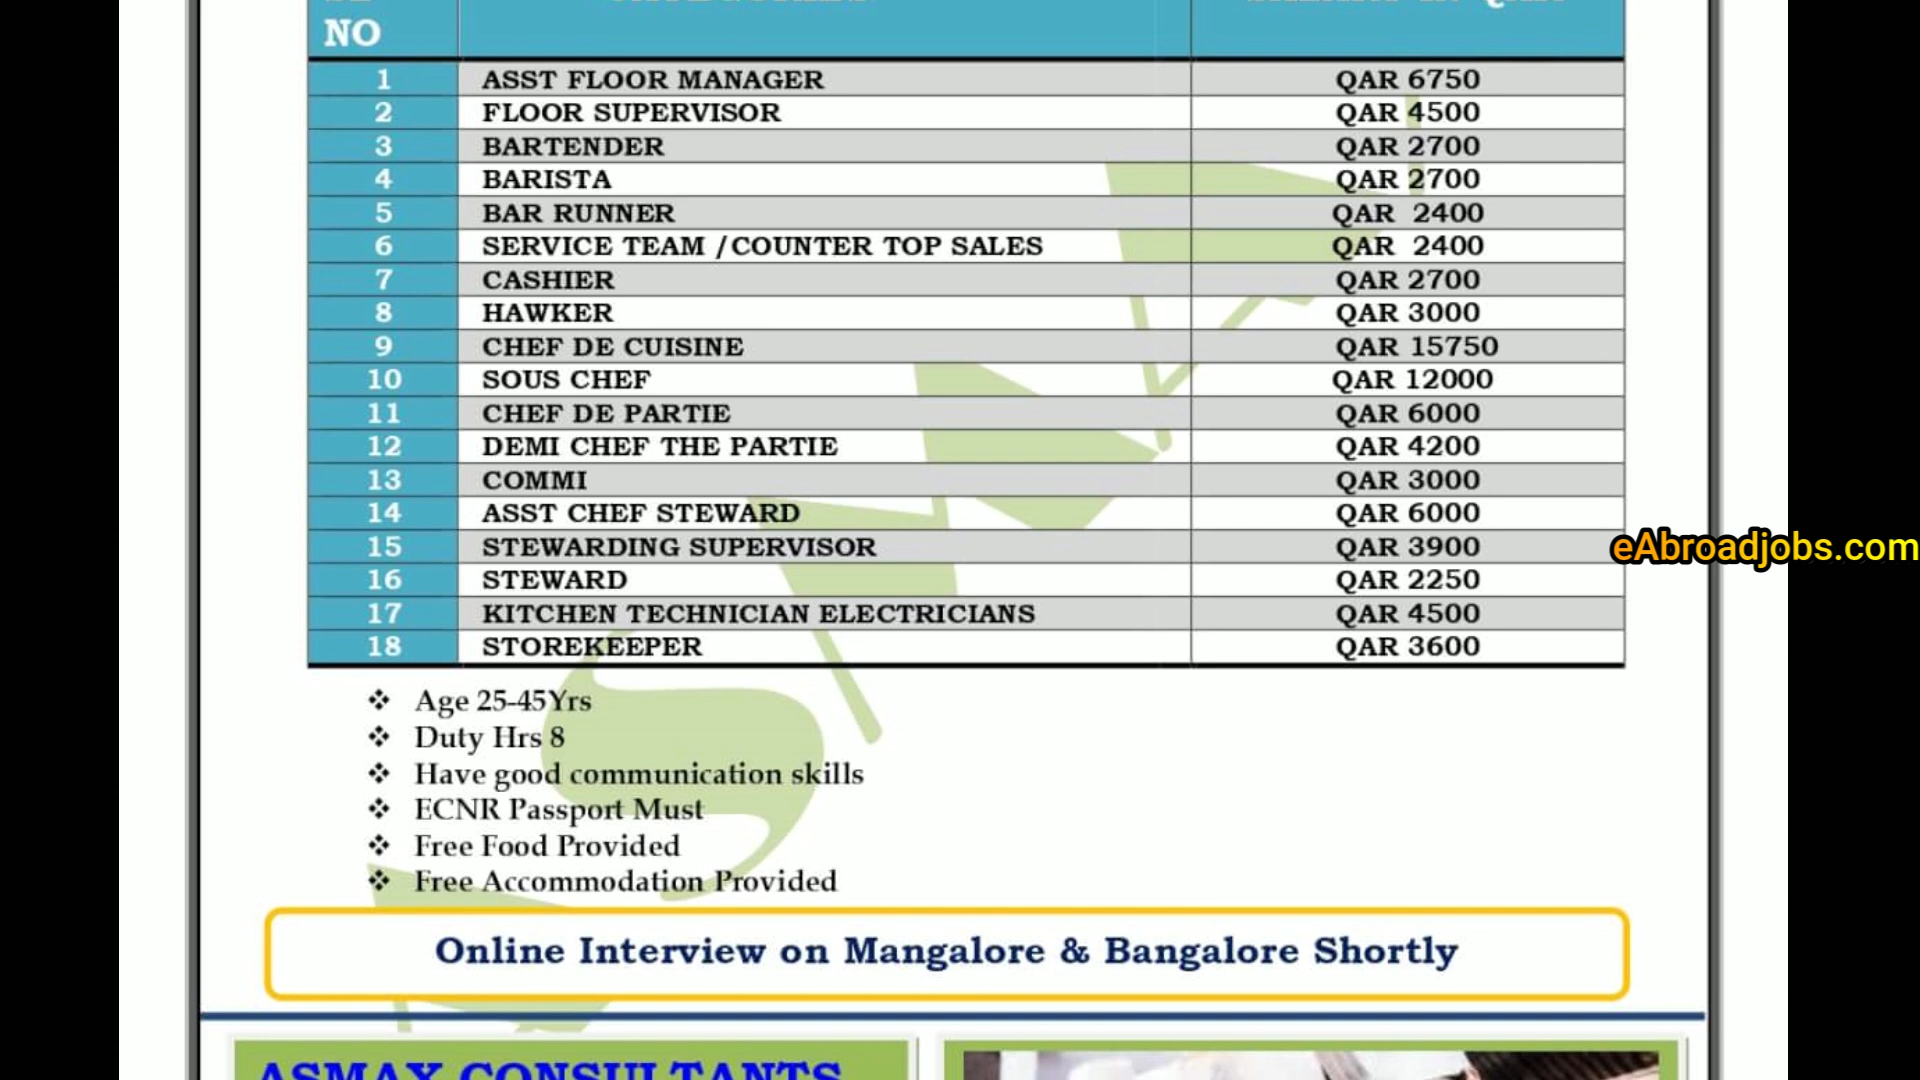 NO
1 ASST FLOOR MANAGER QAR 6750
2 FLOOR SUPERVISOR QAR 4500
3 BARTENDER QAR 2700
4 BARISTA QAR 2700
5 BAR RUNNER QAR 2400
6 SERVICE TEAM /COUNTER TOP SALES QAR 2400
7 CASHIER QAR 2700
8 HAWKER QAR 3000
9 CHEF DE CUISINE QAR 15750
10 SOUS CHEF QAR 12000
11 CHEF DE PARTIE QAR 6000
12 DEMI CHEF THE PARTIE QAR 4200
13 COMMI QAR 3000
14 ASST CHEF STEWARD QAR 6000
15 STEWARDING SUPERVISOR QAR 3900
16 STEWARD QAR 2250
17 KITCHEN TECHNICIAN ELECTRICIANS QAR 4500
18 STOREKEEPER QAR 3600
eAbroadjobs.com
❖ Age 25-45Yrs
❖ Duty Hrs 8
❖ Have good communication skills
❖ ECNR Passport Must
❖ Free Food Provided
❖ Free Accommodation Provided
Online Interview on Mangalore & Bangalore Shortly
ASMAX CONSULTANTS